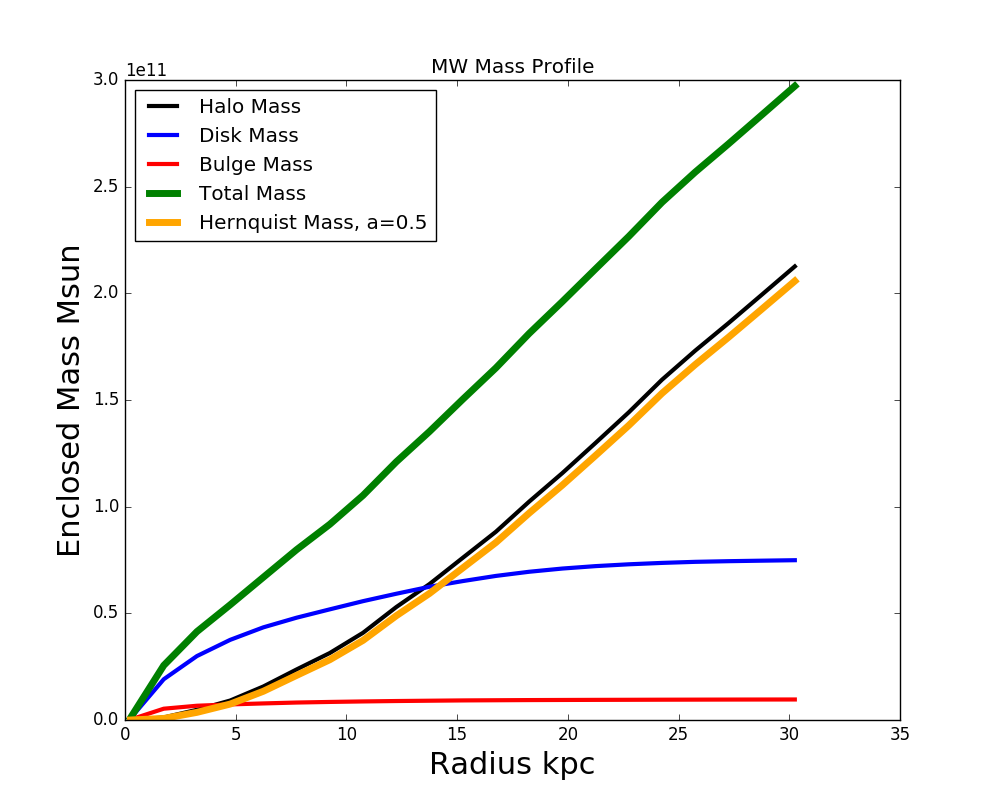 MW Mass Profile
1e11
3.0
2.5
2.0
1.5
1.0
0.5
0.0
Enclosed Mass Msun
Halo Mass
Disk Mass
Bulge Mass
Total Mass
Hernquist Mass, a=0.5
0 5 10 15 20 25 30 35
Radius kpc